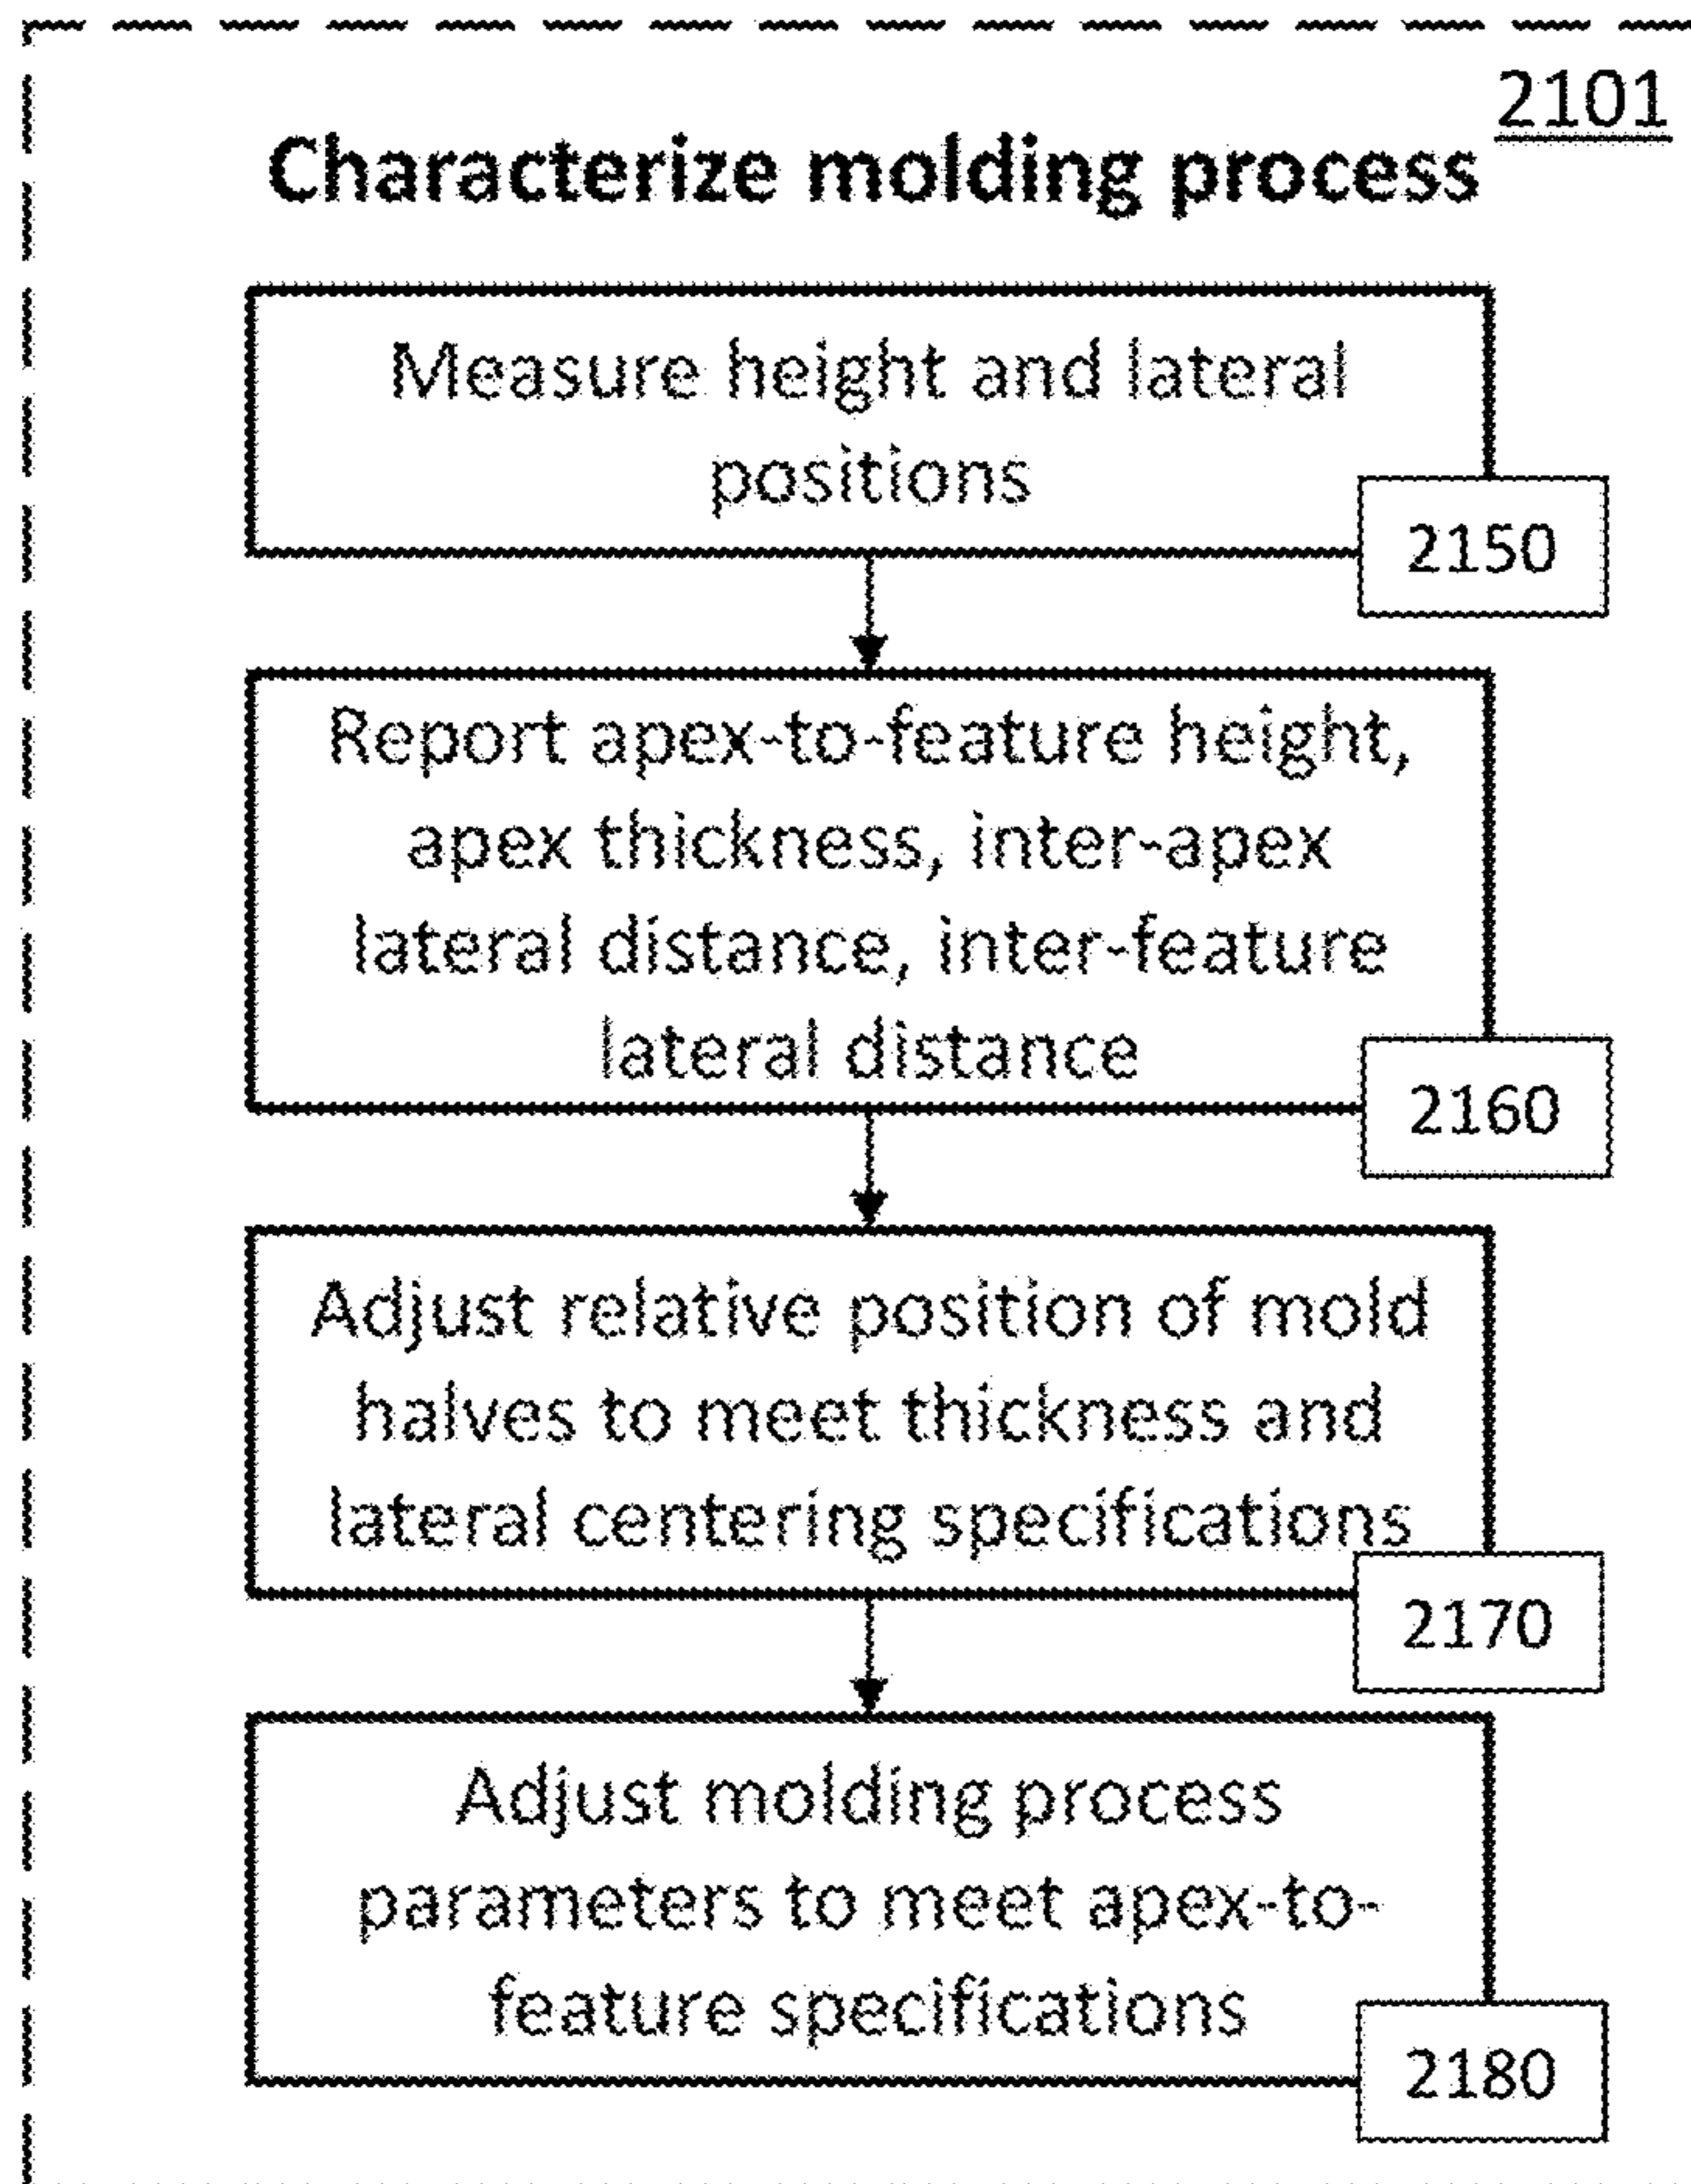 2101
Characterize molding process
Measure height and lateral
positions
2150
Report apex-to-feature height,
apex thickness, inter-apex
lateral distance, inter-feature
lateral distance
2160
Adjust relative position of mold
halves to meet thickness and
lateral centering specifications
2170
Adjust molding process
parameters to meet apex-to-
feature specifications
2180